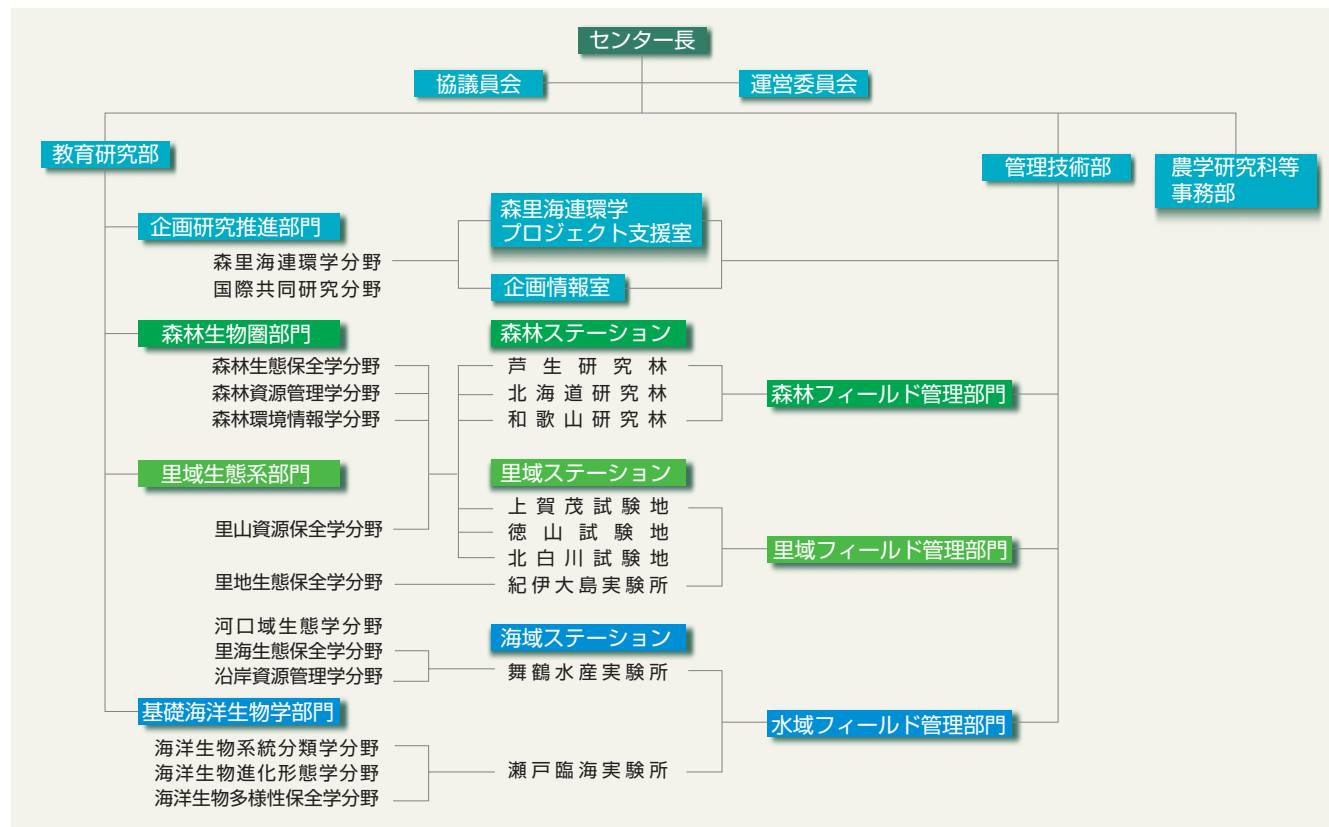 センター長
協議員会
運営委員会
教育研究部
管理技術部
農学研究科等
事務部
企画研究推進部門
森里海連環学分野
国際共同研究分野
森里海連環学
プロジェクト支援室
企画情報室
森林生物圏部門
森林生態保全学分野
森林資源管理学分野
森林環境情報学分野
森林ステーション
芦生研究林
北海道研究林
和歌山研究林
森林フィールド管理部門
里域生態系部門
里山資源保全学分野
里地生態保全学分野
河口域生態学分野
里海生態保全学分野
沿岸資源管理学分野
里域ステーション
上賀茂試験地
徳山試験地
北白川試験地
紀伊大島実験所
里域フィールド管理部門
海域ステーション
舞鶴水産実験所
基礎海洋生物学部門
海洋生物系統分類学分野
海洋生物進化形態学分野
海洋生物多様性保全学分野
瀬戸臨海実験所
水域フィールド管理部門